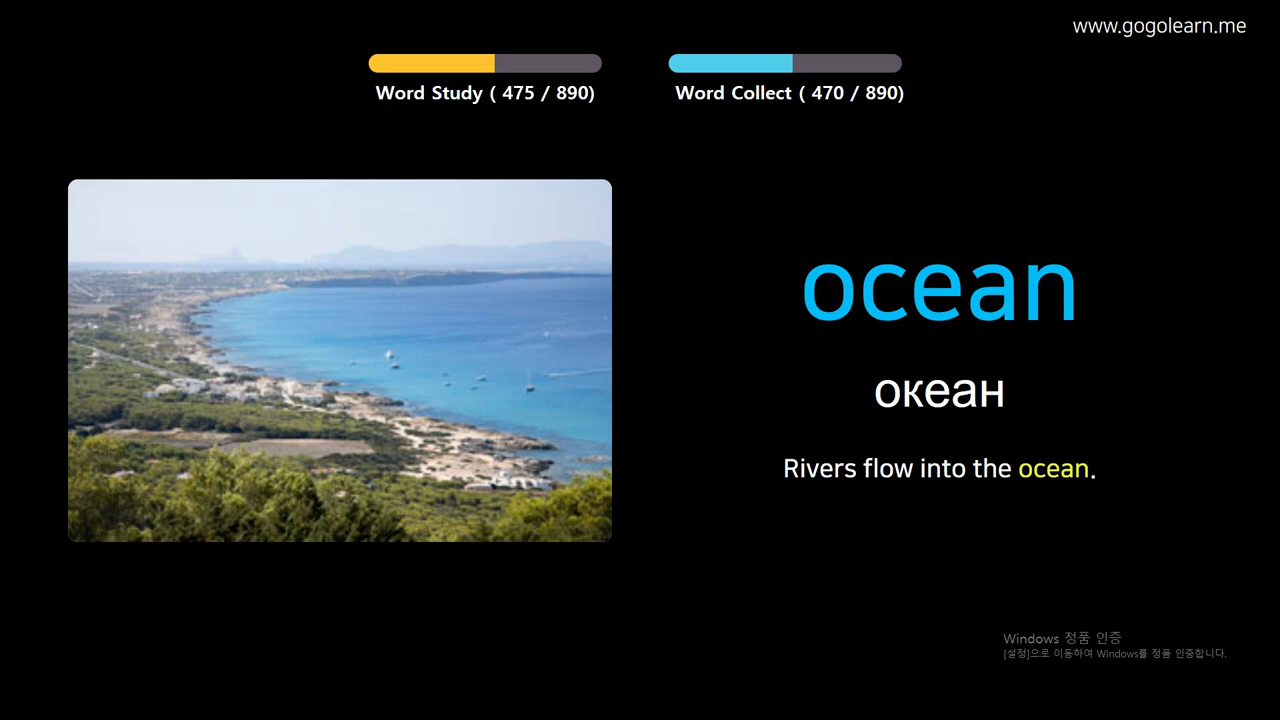 www.gogolearn.me
Word Study ( 475 / 890)
Word Collect ( 470 / 890)
ocean
океан
Rivers flow into the ocean.
Windows 정품 인증
[설정]으로 이동하여 Windows를 정품 인증합니다.